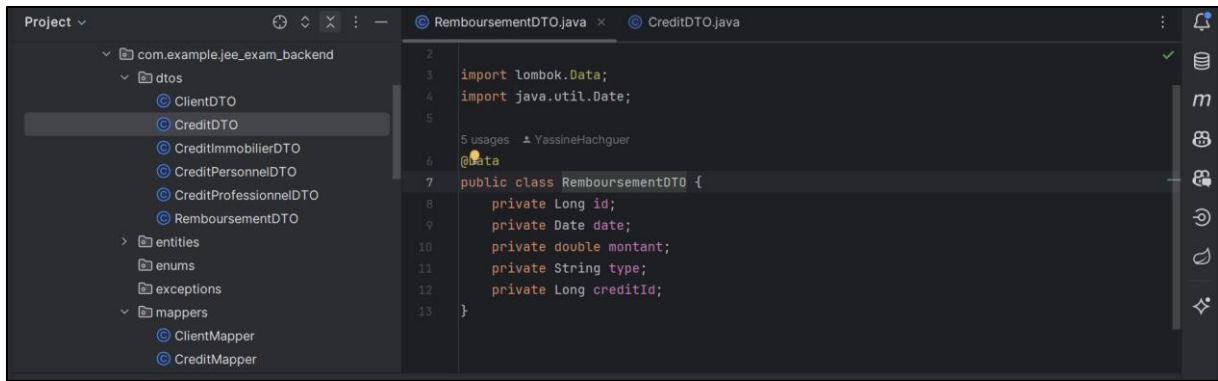 Project
com.example.jee_exam_backend
dtos
ClientDTO
CreditDTO
CreditImmobilierDTO
CreditPersonnelDTO
CreditProfessionnelDTO
RemboursementDTO
entities
enums
exceptions
mappers
ClientMapper
CreditMapper
RemboursementDTO.java
CreditDTO.java
2
3 import lombok.Data;
4 import java.util.Date;
5
5 usages YassineHachguer
6 @Data
7 public class RemboursementDTO {
8 private Long id;
9 private Date date;
10 private double montant;
11 private String type;
12 private Long creditId;
13 }
m